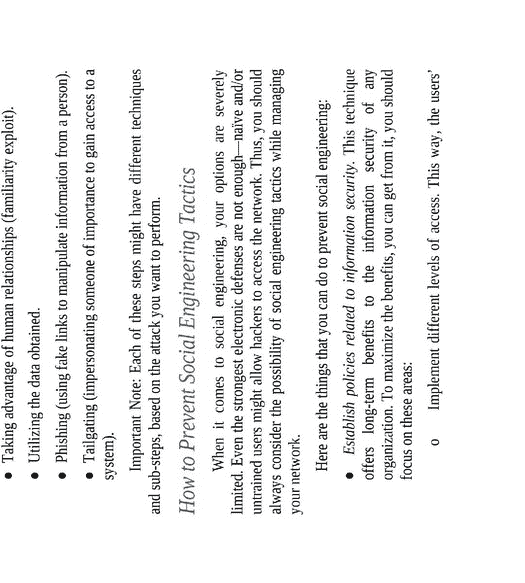 ● Taking advantage of human relationships (familiarity exploit).
● Utilizing the data obtained.
● Phishing (using fake links to manipulate information from a person).
● Tailgating (impersonating someone of importance to gain access to a
system).
Important Note: Each of these steps might have different techniques
and sub-steps, based on the attack you want to perform.
How to Prevent Social Engineering Tactics
When it comes to social engineering, your options are severely
limited. Even the strongest electronic defenses are not enough—naïve and/or
untrained users might allow hackers to access the network. Thus, you should
always consider the possibility of social engineering tactics while managing
your network.
Here are the things that you can do to prevent social engineering:
● Establish policies related to information security. This technique
offers long-term benefits to the information security of any
organization. To maximize the benefits, you can get from it, you should
focus on these areas:
o Implement different levels of access. This way, the users’